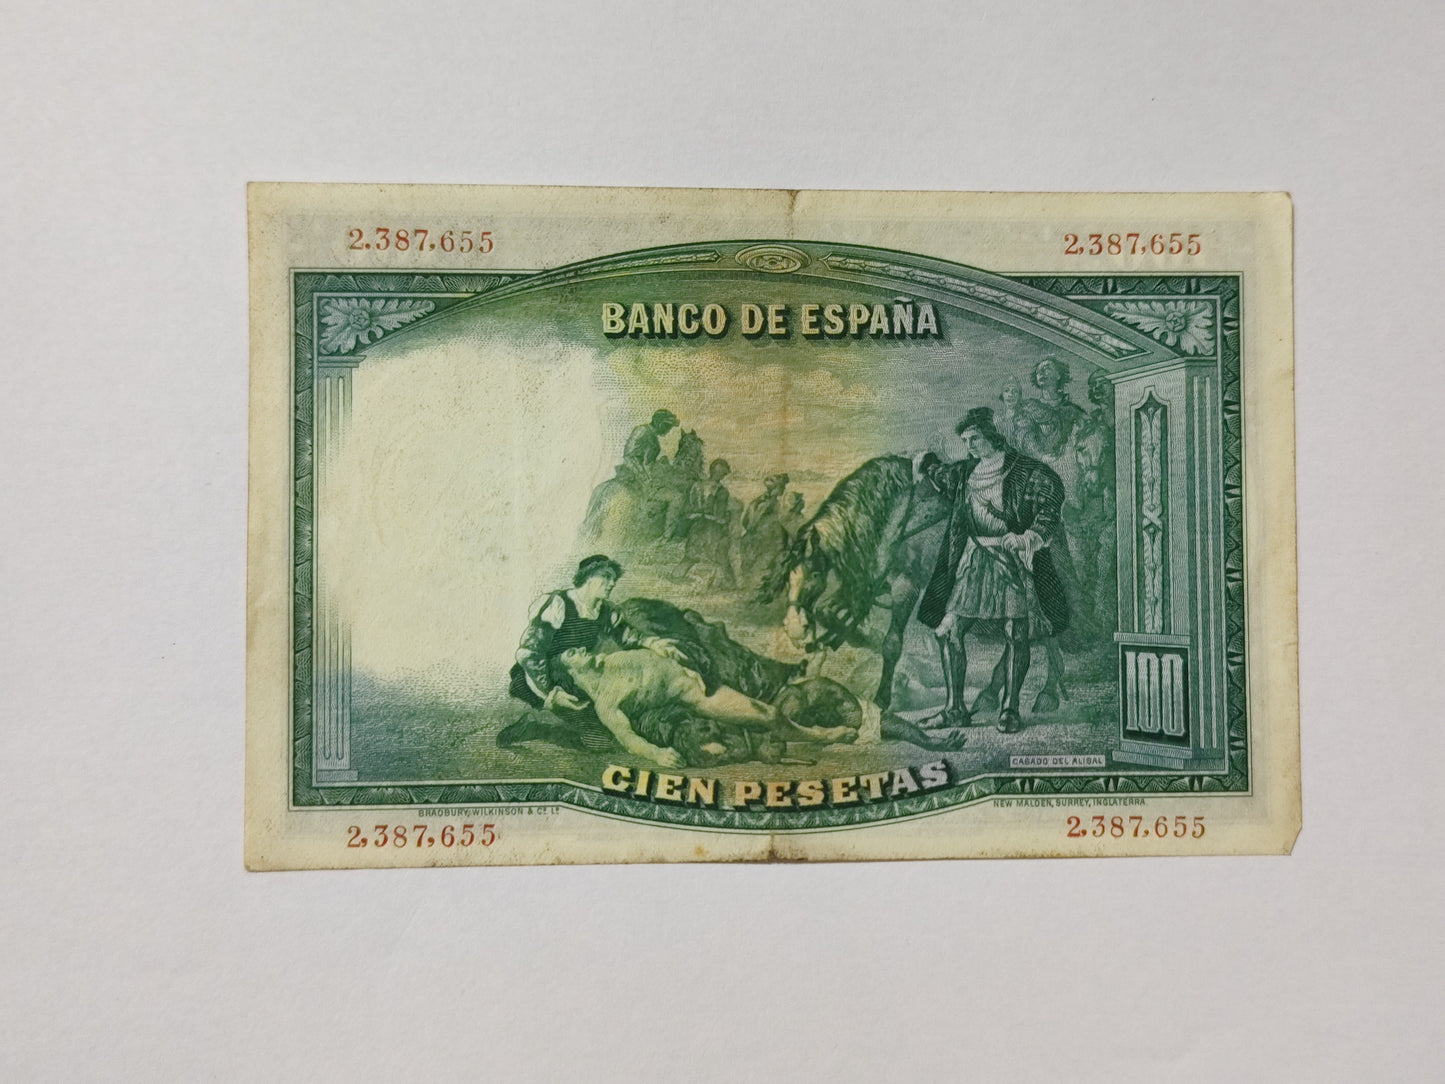 2.387,655 2,387,655
BANCO DE ESPAÑA
100
CASADO DEL ALISAL
CIEN PESETAS
BRADBURY, WILKINSON & Cº. Lº NEW MALDEN, SURREY, INGLATERRA.
2,387,655 2.387,655